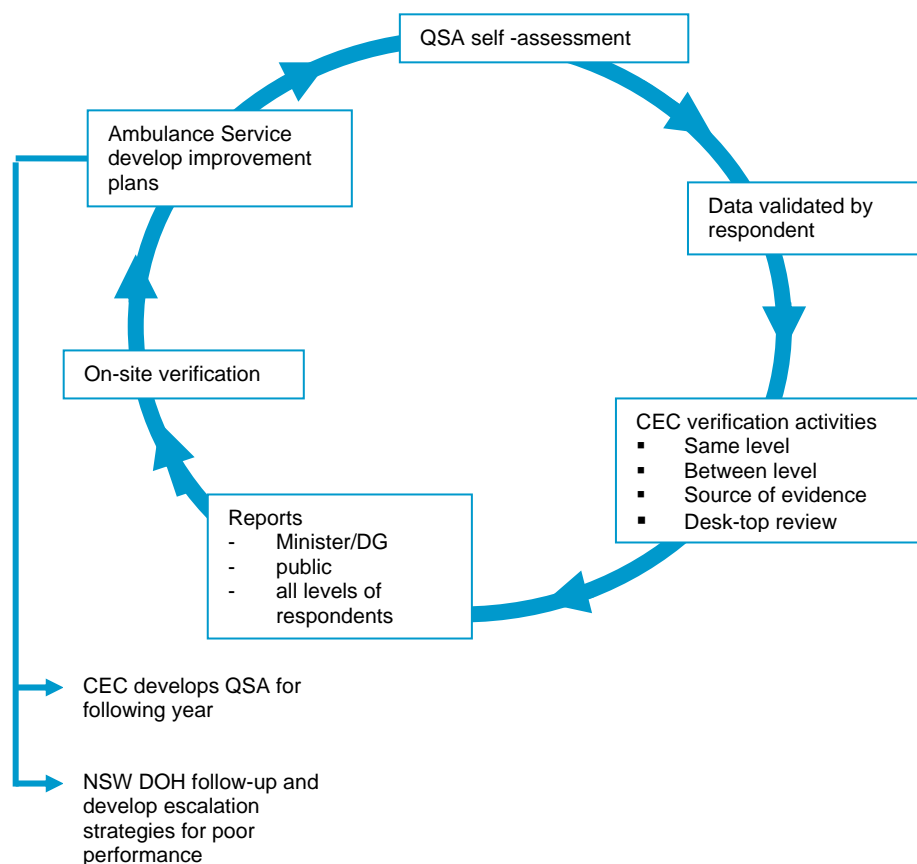 QSA self -assessment
Data validated by
respondent
CEC verification activities
▪ Same level
▪ Between level
▪ Source of evidence
▪ Desk-top review
Reports
- Minister/DG
- public
- all levels of
respondents
On-site verification
Ambulance Service
develop improvement
plans
CEC develops QSA for
following year
NSW DOH follow-up and
develop escalation
strategies for poor
performance